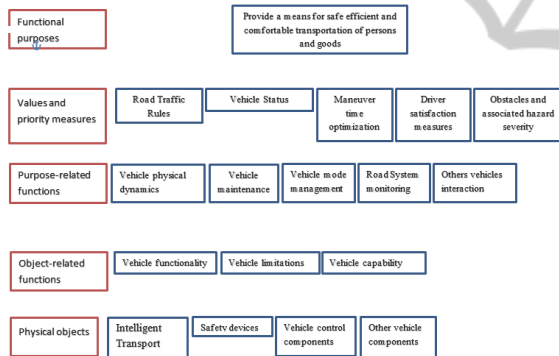 Functional
purposes
Provide a means for safe efficient and
comfortable transportation of persons
and goods
Values and
priority measures
Road Traffic
Rules
Vehicle Status
Maneuver
time
optimization
Driver
satisfaction
measures
Obstacles and
associated hazard
severity
Purpose-related
functions
Vehicle physical
dynamics
Vehicle
maintenance
Vehicle mode
management
Road System
monitoring
Others vehicles
interaction
Object-related
functions
Vehicle functionality
Vehicle limitations
Vehicle capability
Physical objects
Intelligent
Transport
Safety devices
Vehicle control
components
Other vehicle
components